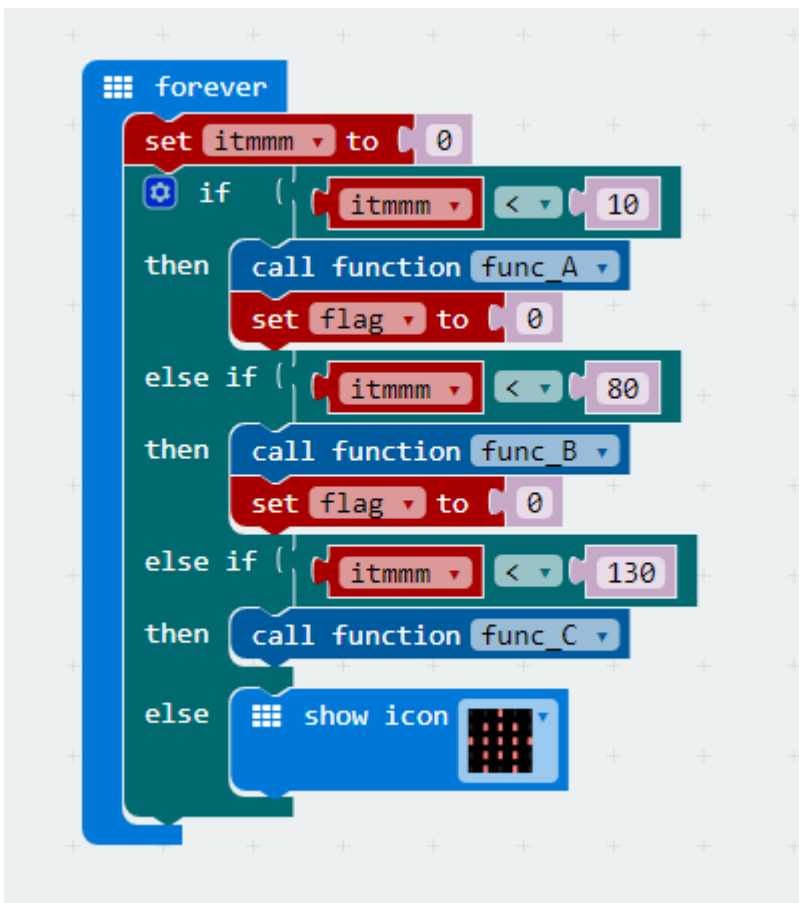 forever
set itmmm to 0
if itmmm < 10
then call function func_A
set flag to 0
else if itmmm < 80
then call function func_B
set flag to 0
else if itmmm < 130
then call function func_C
else show icon